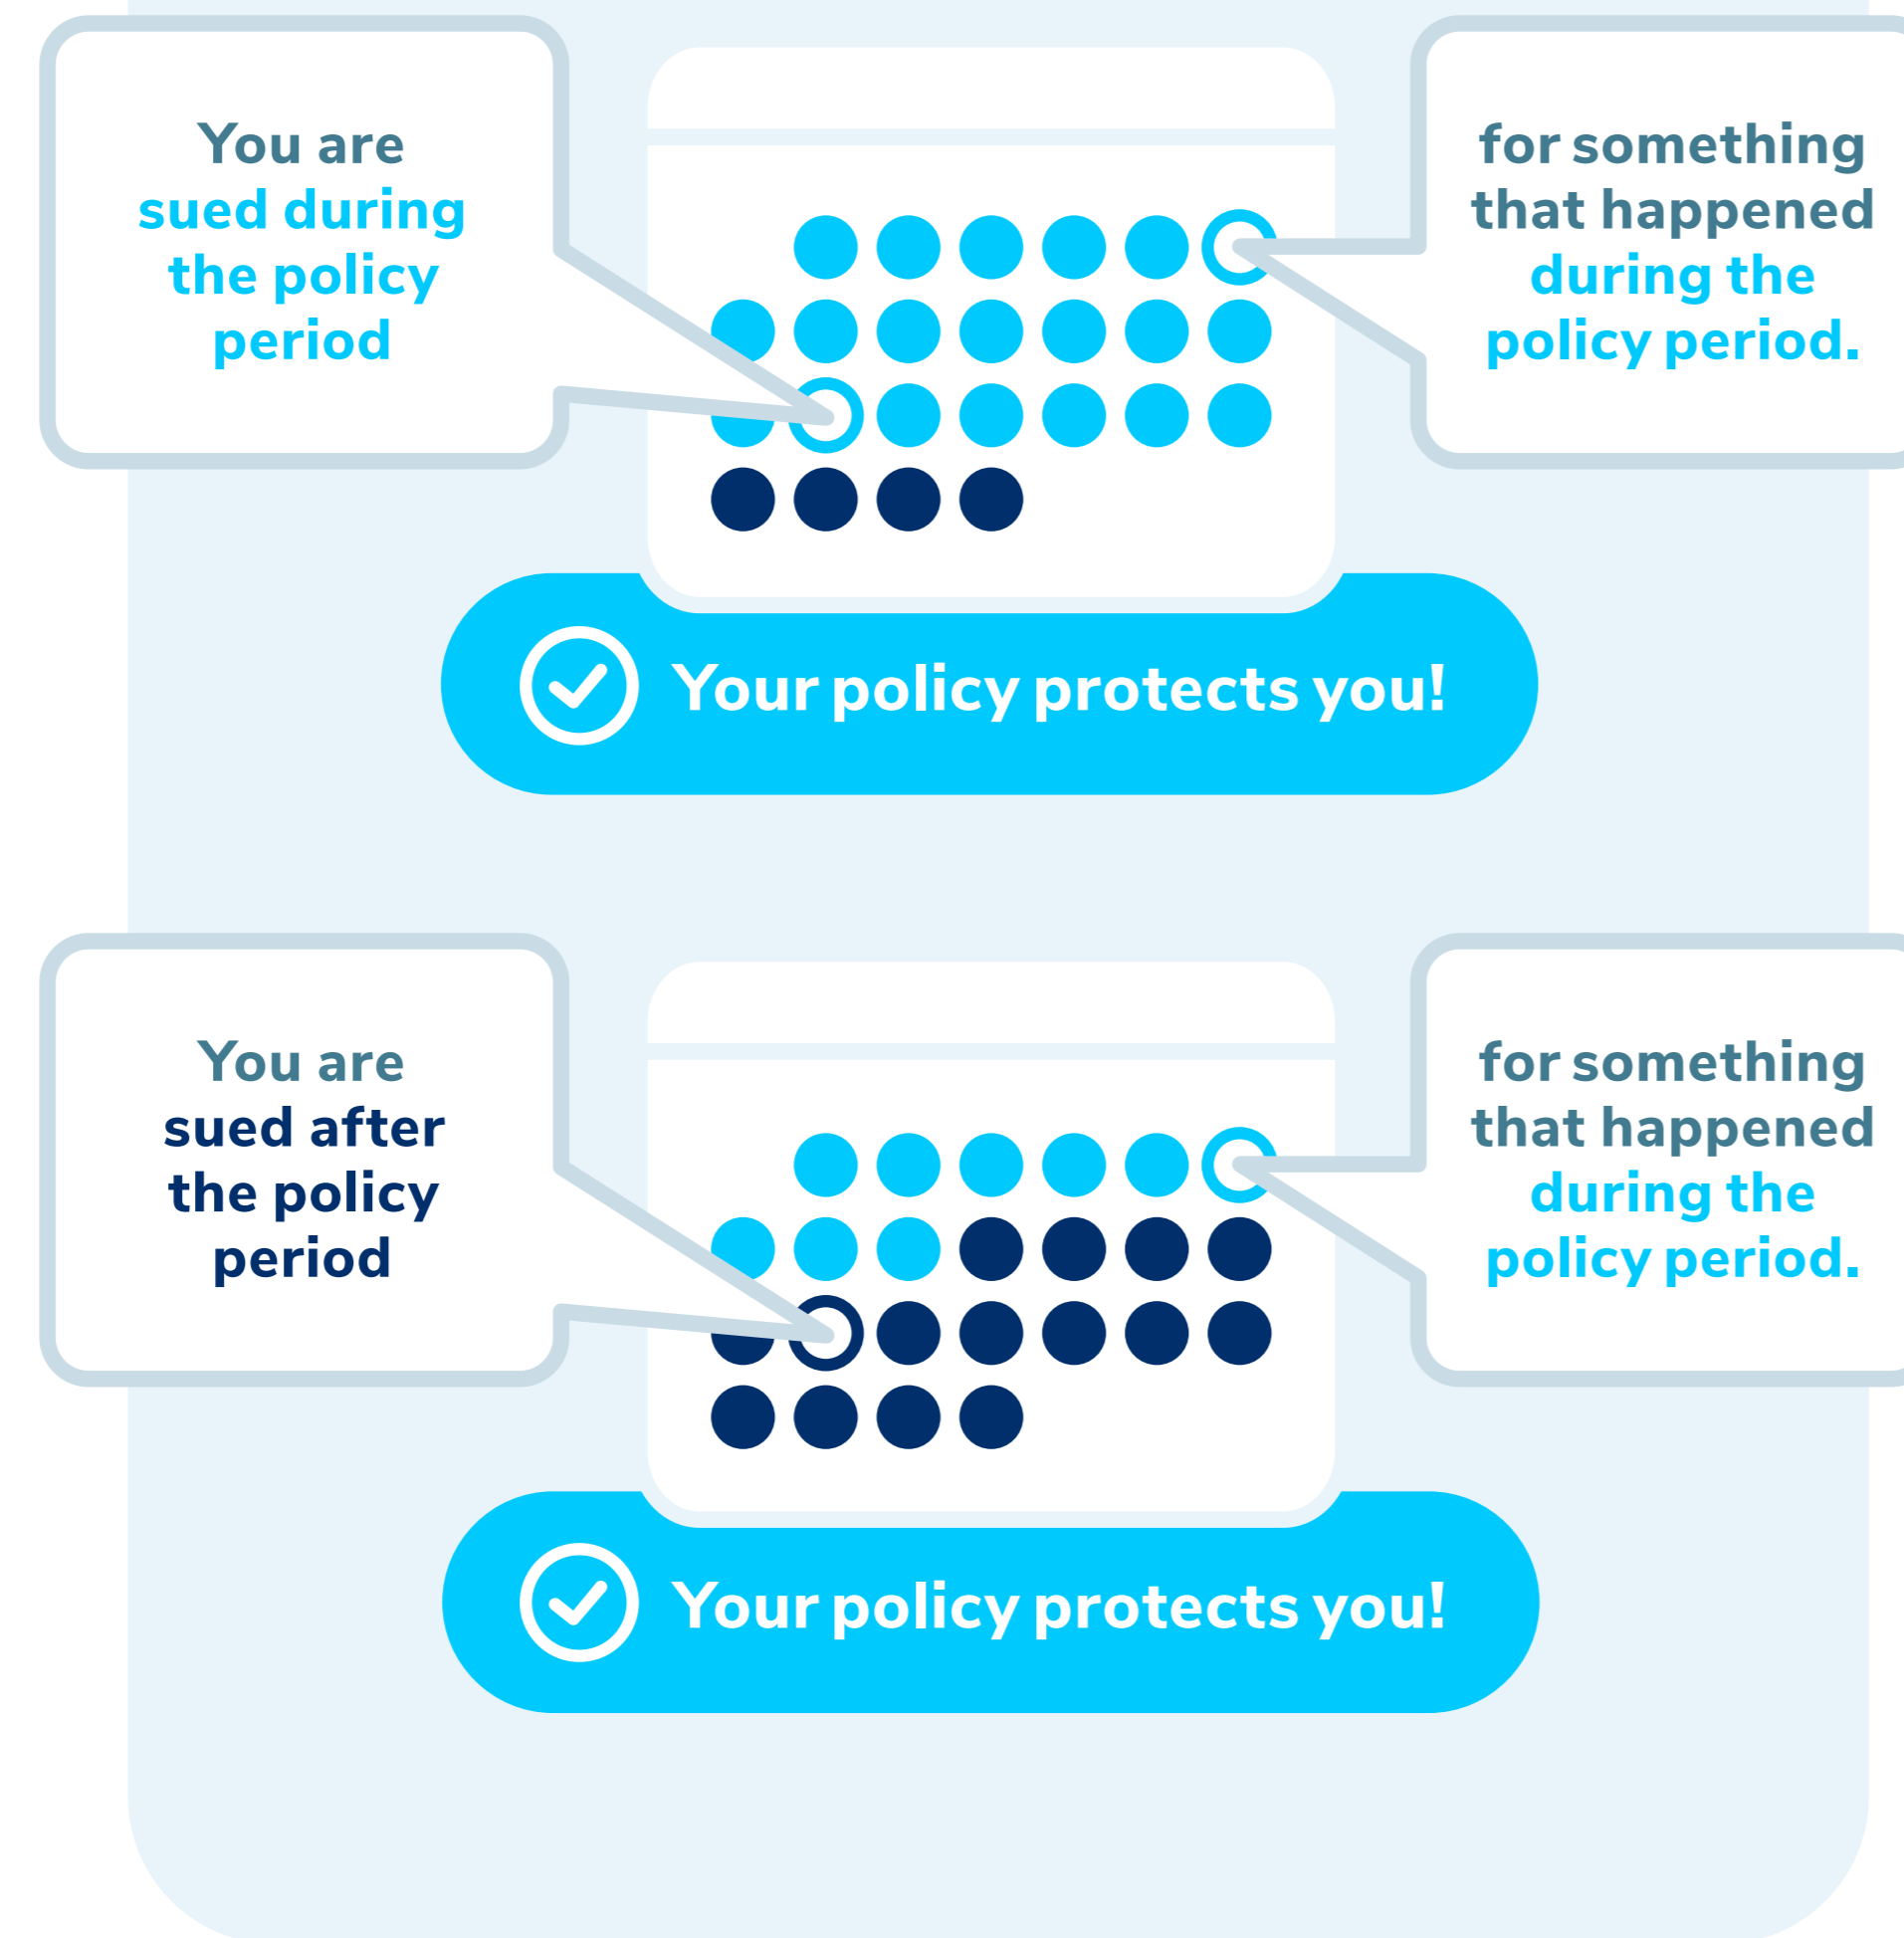 You are
sued during
the policy
period
for something
that happened
during the
policy period.
Your policy protects you!
You are
sued after
the policy
period
for something
that happened
during the
policy period.
Your policy protects you!